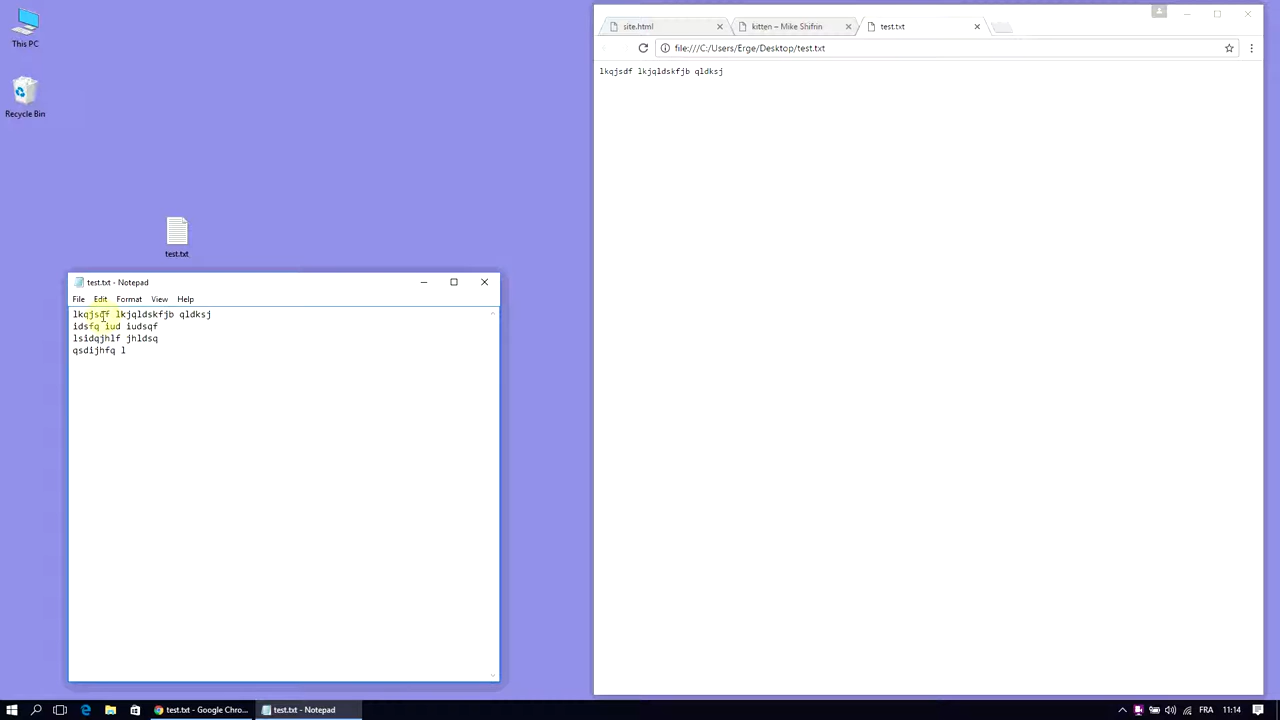 This PC
Recycle Bin
test.txt
test.txt - Notepad
File Edit Format View Help
lkqjsdf lkjqldskfjb qldksj
idsfq iud iudsqf
lsidqjhlf jhldsq
qsdijhfq l
site.html
kitten – Mike Shifrin
test.txt
file:///C:/Users/Erge/Desktop/test.txt
lkqjsdf lkjqldskfjb qldksj
test.txt - Google Chro...
test.txt - Notepad
FRA
11:14